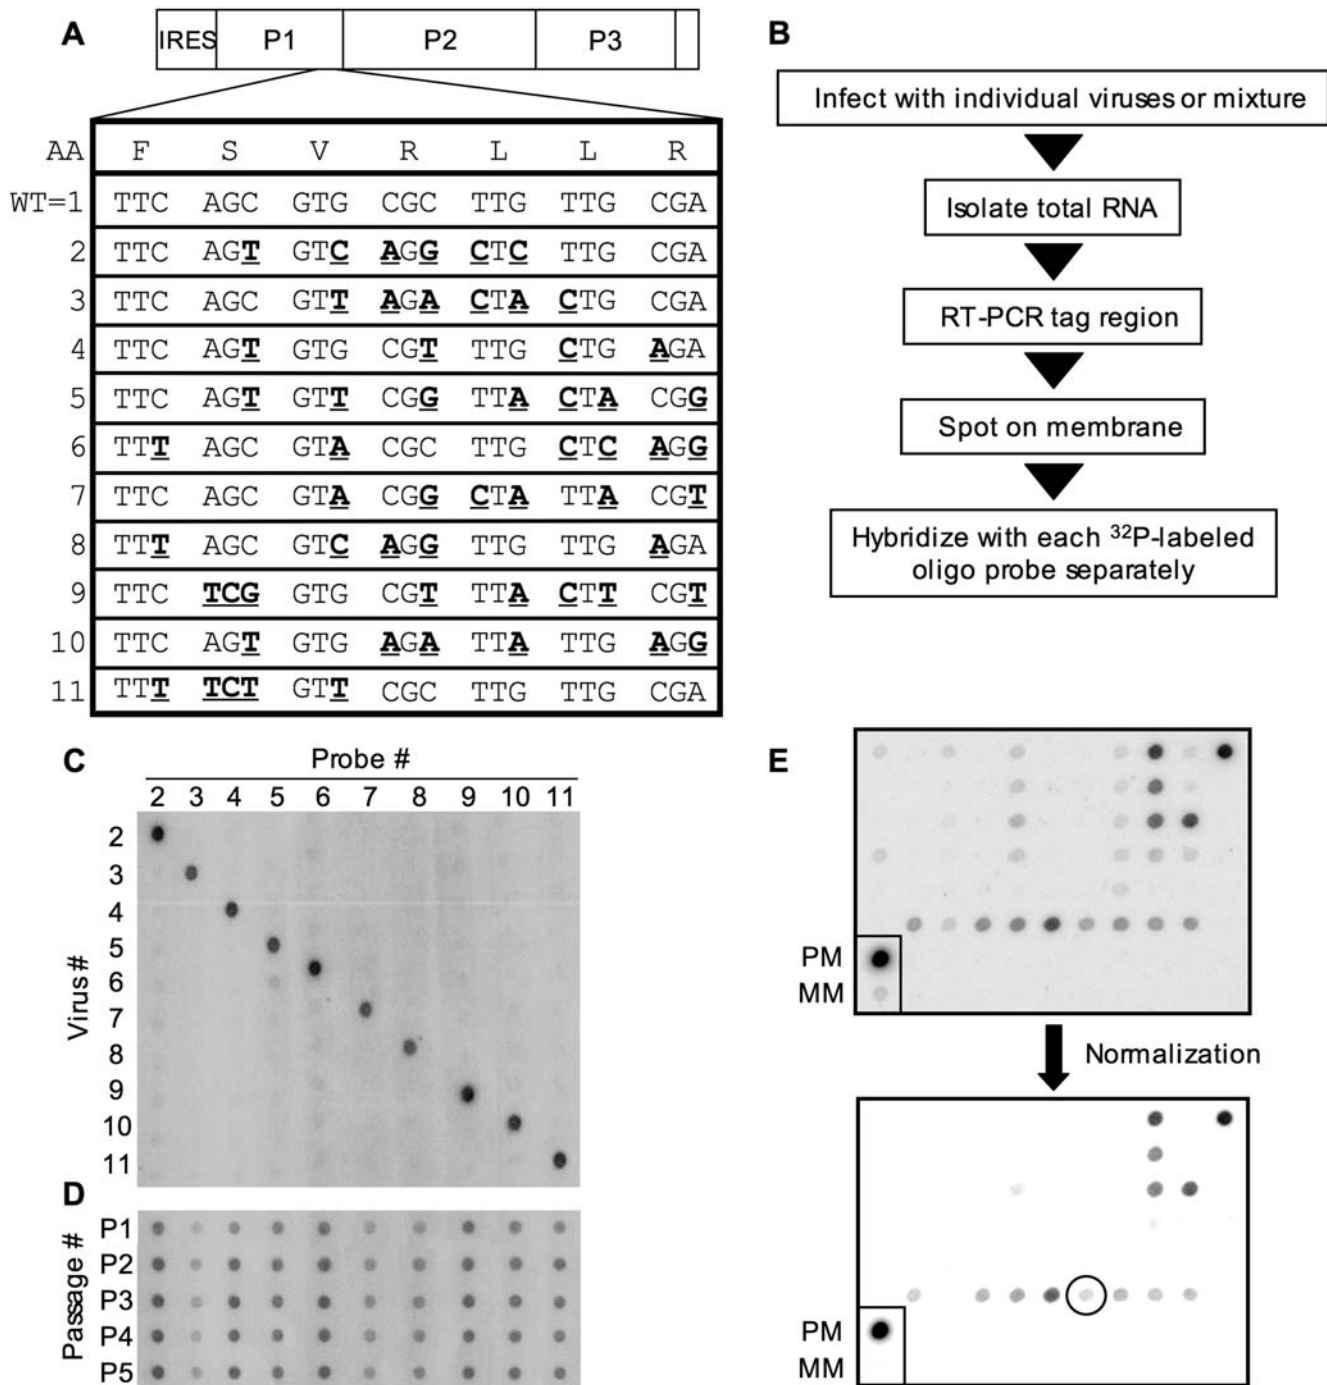 A
IRES P1 P2 P3
AA F S V R L L R
WT=1 TTC AGC GTG CGC TTG TTG CGA
2 TTC AGT GTC AGG CTC TTG CGA
3 TTC AGC GTT AGA CTA CTG CGA
4 TTC AGT GTG CGT TTG CTG AGA
5 TTC AGT GTT CGG TTA CTA CGG
6 TTT AGC GTA CGC TTG CTC AGG
7 TTC AGC GTA CGG CTA TTA CGT
8 TTT AGC GTC AGG TTG TTG AGA
9 TTC TCG GTG CGT TTA CTT CGT
10 TTC AGT GTG AGA TTA TTG AGG
11 TTT TCT GTT CGC TTG TTG CGA
B
Infect with individual viruses or mixture
Isolate total RNA
RT-PCR tag region
Spot on membrane
Hybridize with each ³²P-labeled
oligo probe separately
C
Probe #
2 3 4 5 6 7 8 9 10 11
Virus #
2
3
4
5
6
7
8
9
10
11
D
Passage #
P1
P2
P3
P4
P5
E
PM
MM
Normalization
PM
MM